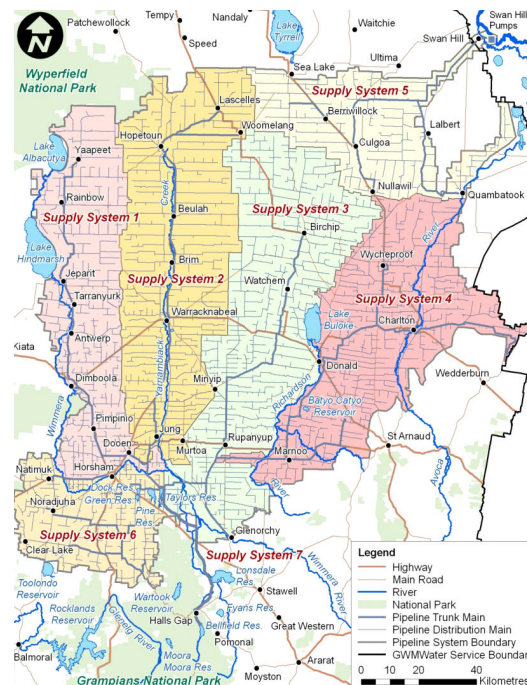 N
Patchewollock
Tempy
Nandaly
Waitchie
Swan Hill
Pumps
Speed
Lake
Tyrrell
Swan Hill
Ultima
Sea Lake
Wyperfield
National Park
Supply System 5
Lascelles
Berriwillock
Lalbert
Woomelang
Hopetoun
Culgoa
Lake
Albacutya
Yaapeet
Nullawil
Quambatook
Creek
Rainbow
Supply System 1
Beulah
Supply System 3
Birchip
River
Lake
Hindmarsh
Brim
Wycheproof
Jeparit
Supply System 2
Watchem
Supply System 4
Tarranyurk
Lake
Buloke
Warracknabeal
Charlton
Antwerp
Kiata
Donald
Wedderburn
Dimboola
Minyip
Yarriambiack
Richardson
Batyo Catyo
Reservoir
Wimmera
Pimpinio
Jung
St Arnaud
Dooen
Murtoa
Rupanyup
Marnoo
Avoca
Natimuk
Horsham
Dock Res.
Green Res.
Taylors Res.
River
Noradjuha
Pine
Res.
Glenorchy
Supply System 6
Supply System 7
Clear Lake
Lonsdale
Res.
Wimmera
River
Toolondo
Reservoir
Wartook
Reservoir
Stawell
Rocklands
Reservoir
Glenelg River
Fyans Res.
Halls Gap
Bellfield Res.
Great Western
Pomonal
Balmoral
Moora
Moora Res.
Ararat
Moyston
Grampians National Park
Legend
Highway
Main Road
River
National Park
Pipeline Trunk Main
Pipeline Distribution Main
Pipeline System Boundary
GWMWater Service Boundar
0 10 20 40
Kilometres